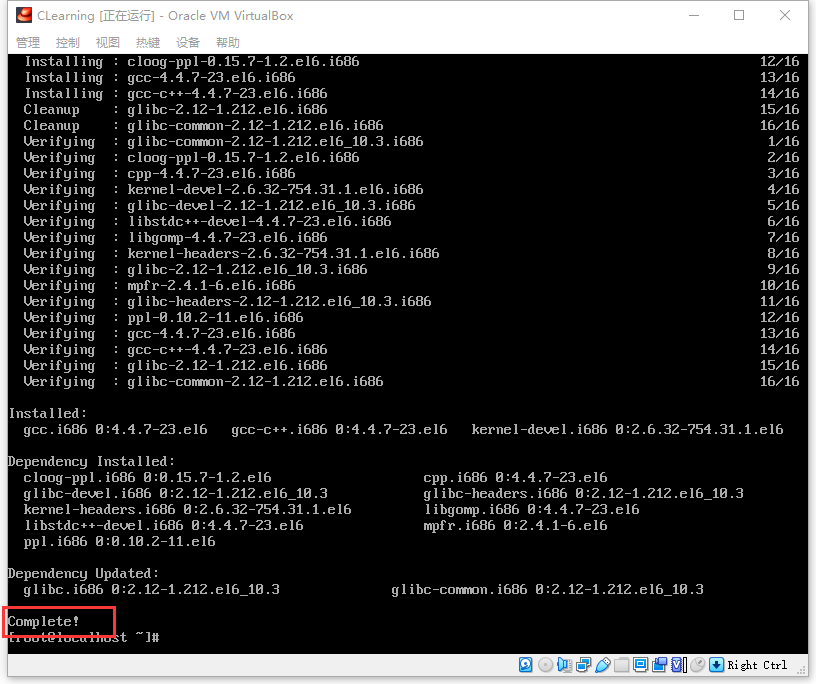 CLearning [正在运行] - Oracle VM VirtualBox
管理 控制 视图 热键 设备 帮助
Installing : cloog-ppl-0.15.7-1.2.el6.i686 12/16
Installing : gcc-4.4.7-23.el6.i686 13/16
Installing : gcc-c++-4.4.7-23.el6.i686 14/16
Cleanup : glibc-2.12-1.212.el6.i686 15/16
Cleanup : glibc-common-2.12-1.212.el6.i686 16/16
Verifying : glibc-common-2.12-1.212.el6_10.3.i686 1/16
Verifying : cloog-ppl-0.15.7-1.2.el6.i686 2/16
Verifying : cpp-4.4.7-23.el6.i686 3/16
Verifying : kernel-devel-2.6.32-754.31.1.el6.i686 4/16
Verifying : glibc-devel-2.12-1.212.el6_10.3.i686 5/16
Verifying : libstdc++-devel-4.4.7-23.el6.i686 6/16
Verifying : libgomp-4.4.7-23.el6.i686 7/16
Verifying : kernel-headers-2.6.32-754.31.1.el6.i686 8/16
Verifying : glibc-2.12-1.212.el6_10.3.i686 9/16
Verifying : mpfr-2.4.1-6.el6.i686 10/16
Verifying : glibc-headers-2.12-1.212.el6_10.3.i686 11/16
Verifying : ppl-0.10.2-11.el6.i686 12/16
Verifying : gcc-4.4.7-23.el6.i686 13/16
Verifying : gcc-c++-4.4.7-23.el6.i686 14/16
Verifying : glibc-2.12-1.212.el6.i686 15/16
Verifying : glibc-common-2.12-1.212.el6.i686 16/16
Installed:
gcc.i686 0:4.4.7-23.el6 gcc-c++.i686 0:4.4.7-23.el6 kernel-devel.i686 0:2.6.32-754.31.1.el6
Dependency Installed:
cloog-ppl.i686 0:0.15.7-1.2.el6 cpp.i686 0:4.4.7-23.el6
glibc-devel.i686 0:2.12-1.212.el6_10.3 glibc-headers.i686 0:2.12-1.212.el6_10.3
kernel-headers.i686 0:2.6.32-754.31.1.el6 libgomp.i686 0:4.4.7-23.el6
libstdc++-devel.i686 0:4.4.7-23.el6 mpfr.i686 0:2.4.1-6.el6
ppl.i686 0:0.10.2-11.el6
Dependency Updated:
glibc.i686 0:2.12-1.212.el6_10.3 glibc-common.i686 0:2.12-1.212.el6_10.3
Complete!
[root@localhost ~]#
Right Ctrl